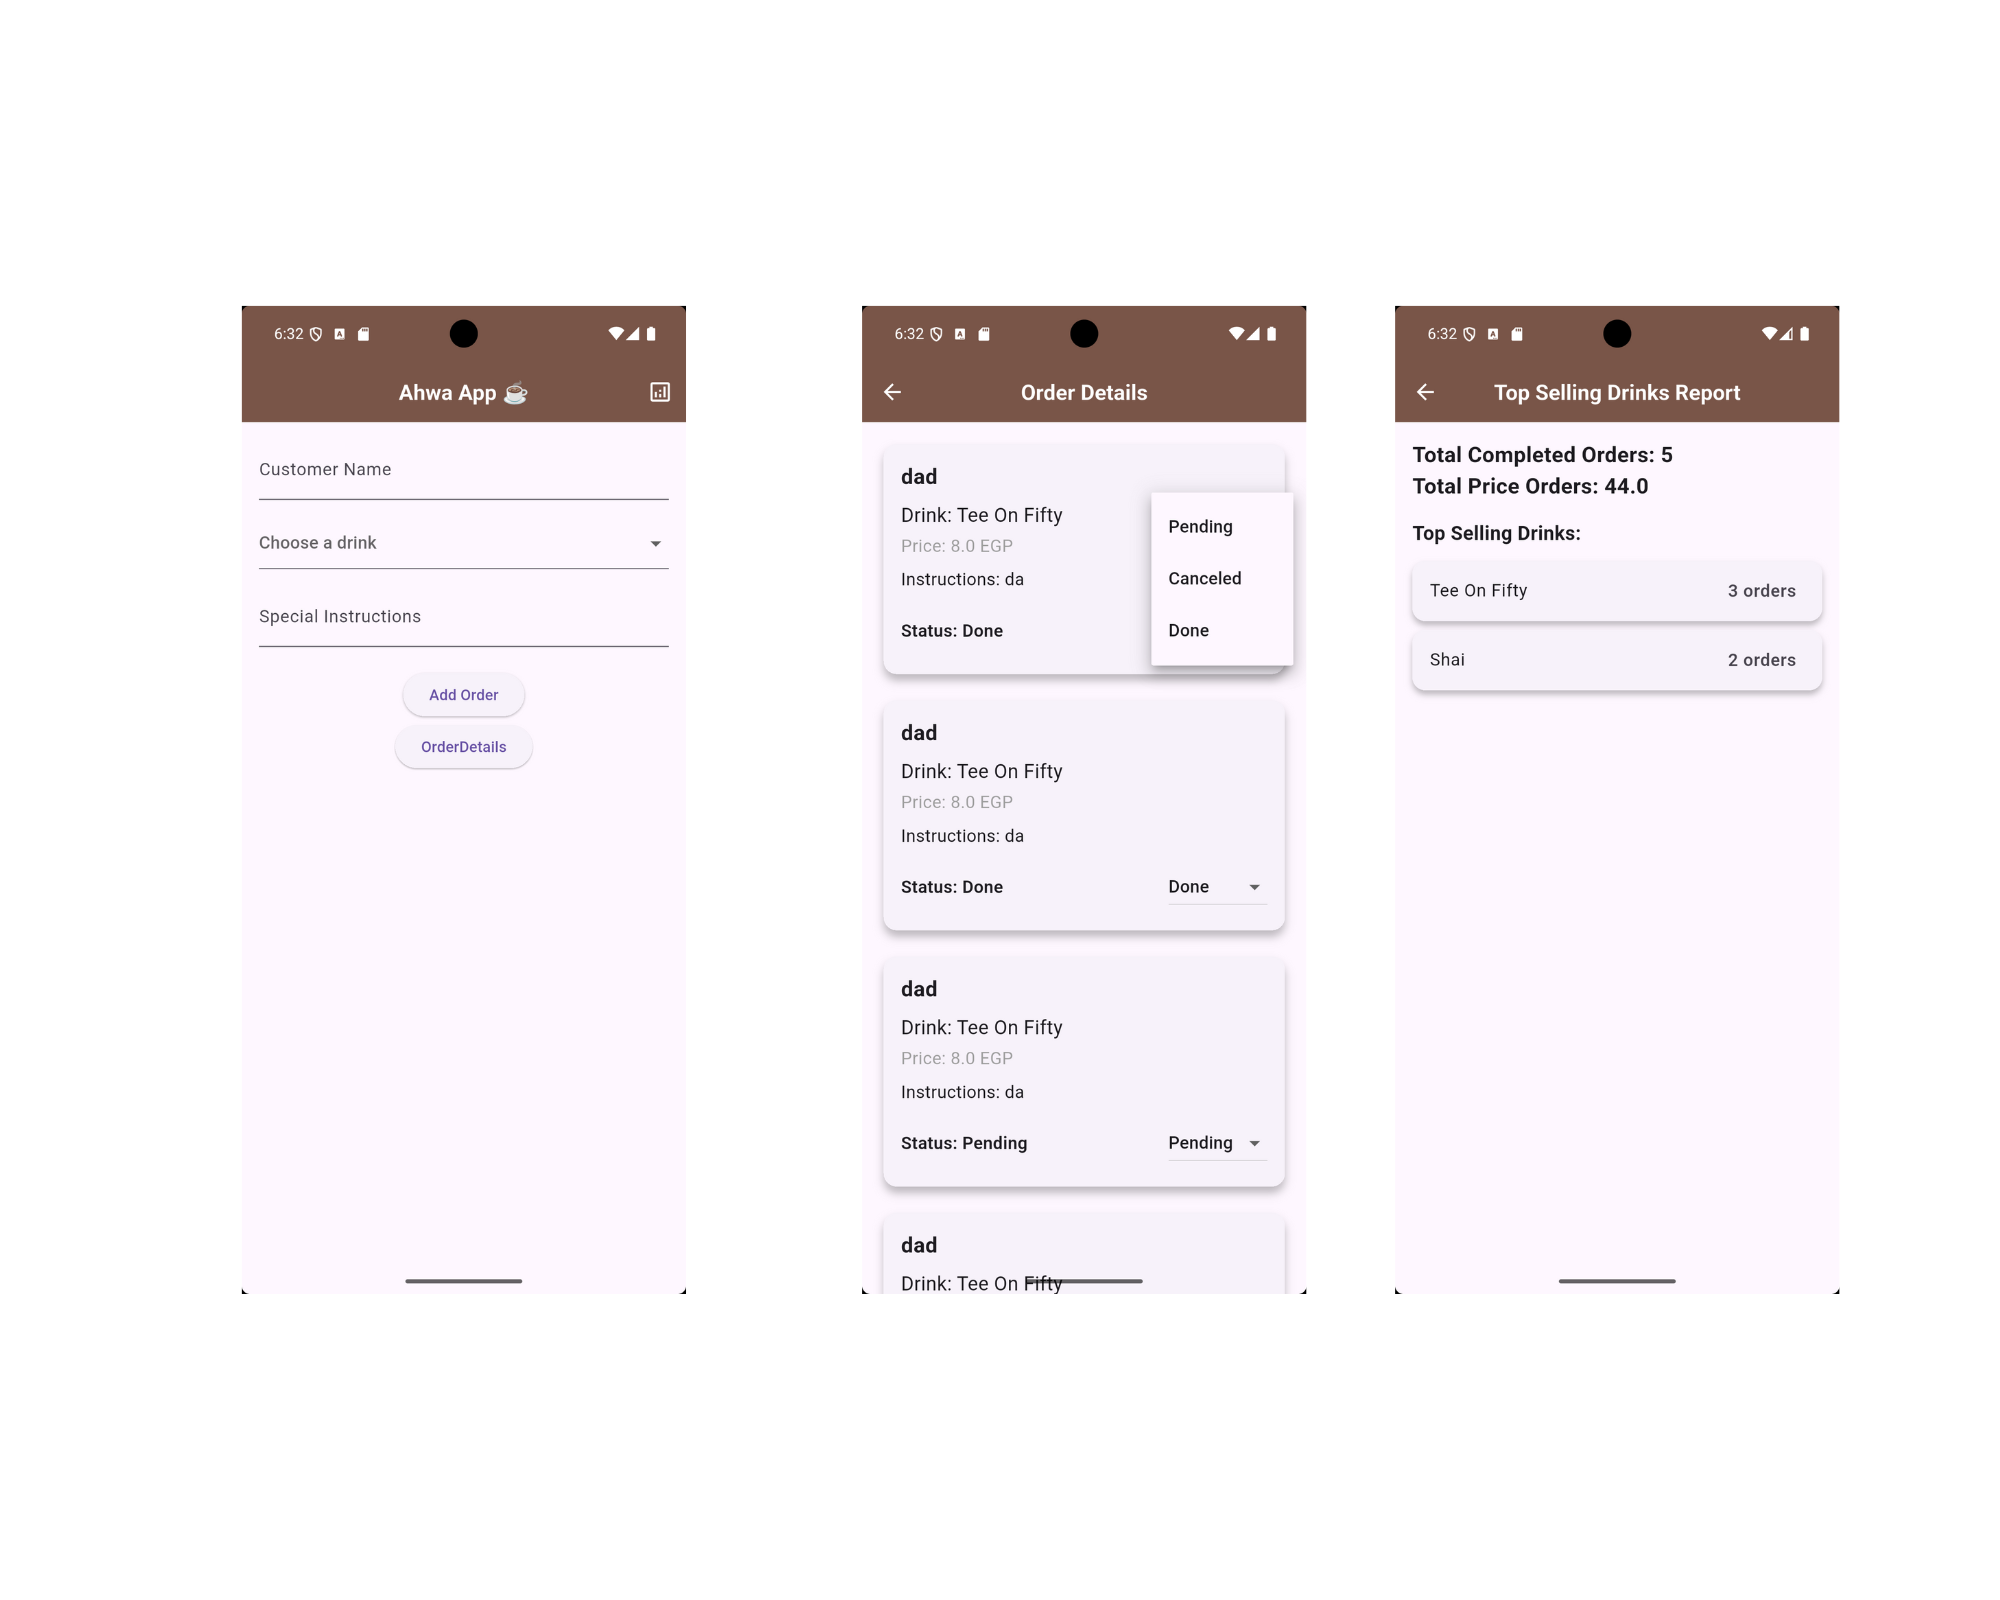 6:32
Ahwa App ☕
Customer Name
Choose a drink
Special Instructions
Add Order
OrderDetails
6:32
Order Details
dad
Drink: Tee On Fifty
Price: 8.0 EGP
Instructions: da
Status: Done
Pending
Canceled
Done
dad
Drink: Tee On Fifty
Price: 8.0 EGP
Instructions: da
Status: Done Done
dad
Drink: Tee On Fifty
Price: 8.0 EGP
Instructions: da
Status: Pending Pending
dad
Drink: Tee On Fifty
6:32
Top Selling Drinks Report
Total Completed Orders: 5
Total Price Orders: 44.0
Top Selling Drinks:
Tee On Fifty 3 orders
Shai 2 orders